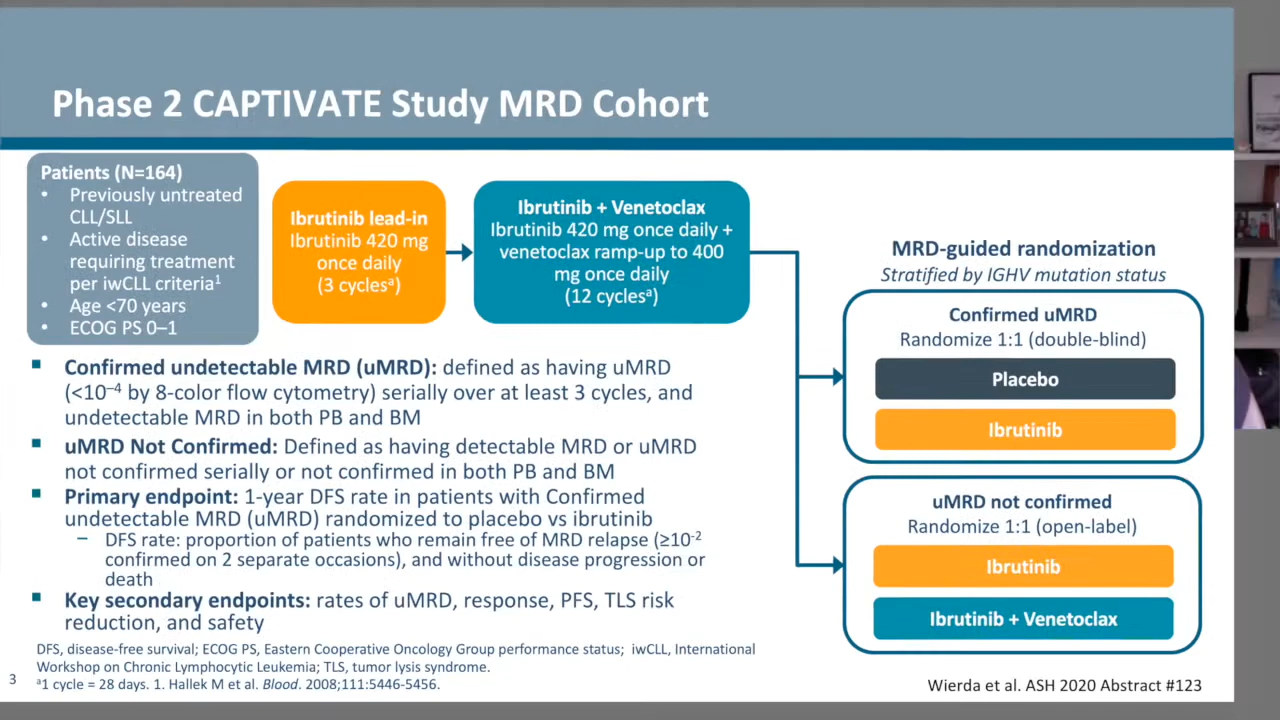 Phase 2 CAPTIVATE Study MRD Cohort
Patients (N=164)
• Previously untreated
CLL/SLL
• Active disease
requiring treatment
per iwCLL criteria¹
• Age <70 years
• ECOG PS 0–1
Ibrutinib lead-in
Ibrutinib 420 mg
once daily
(3 cyclesᵃ)
Ibrutinib + Venetoclax
Ibrutinib 420 mg once daily +
venetoclax ramp-up to 400
mg once daily
(12 cyclesᵃ)
MRD-guided randomization
Stratified by IGHV mutation status
Confirmed uMRD
Randomize 1:1 (double-blind)
Placebo
Ibrutinib
uMRD not confirmed
Randomize 1:1 (open-label)
Ibrutinib
Ibrutinib + Venetoclax
▪ Confirmed undetectable MRD (uMRD): defined as having uMRD
(<10⁻⁴ by 8-color flow cytometry) serially over at least 3 cycles, and
undetectable MRD in both PB and BM
▪ uMRD Not Confirmed: Defined as having detectable MRD or uMRD
not confirmed serially or not confirmed in both PB and BM
▪ Primary endpoint: 1-year DFS rate in patients with Confirmed
undetectable MRD (uMRD) randomized to placebo vs ibrutinib
– DFS rate: proportion of patients who remain free of MRD relapse (≥10⁻²
confirmed on 2 separate occasions), and without disease progression or
death
▪ Key secondary endpoints: rates of uMRD, response, PFS, TLS risk
reduction, and safety
DFS, disease-free survival; ECOG PS, Eastern Cooperative Oncology Group performance status; iwCLL, International
Workshop on Chronic Lymphocytic Leukemia; TLS, tumor lysis syndrome.
ᵃ1 cycle = 28 days. 1. Hallek M et al. Blood. 2008;111:5446-5456.
3
Wierda et al. ASH 2020 Abstract #123